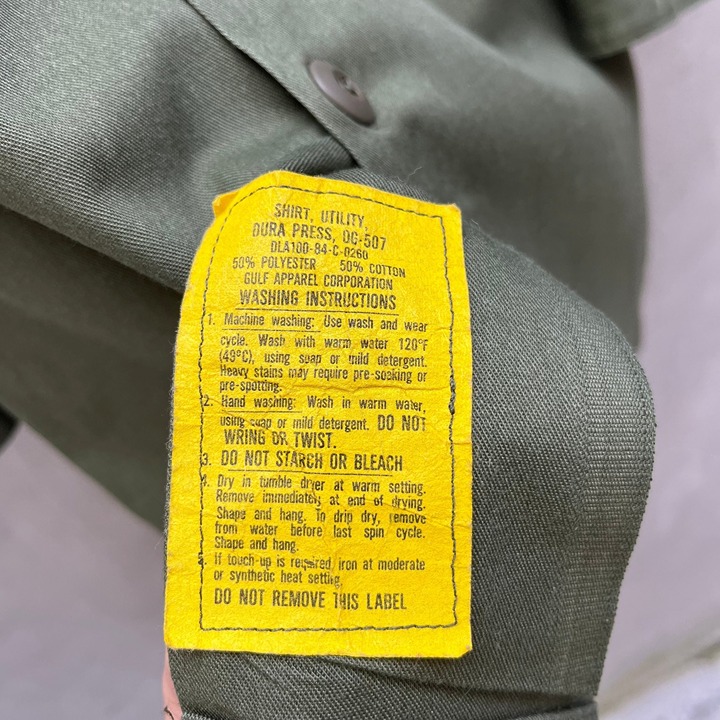 SHIRT, UTILITY,
DURA PRESS, OG-507
DLA100-84-C-0260
50% POLYESTER 50% COTTON
GULF APPAREL CORPORATION
WASHING INSTRUCTIONS
1. Machine washing: Use wash and wear
cycle. Wash with warm water 120°F
(49°C), using soap or mild detergent.
Heavy stains may require pre-soaking or
pre-spotting.
2. Hand washing: Wash in warm water,
using soap or mild detergent. DO NOT
WRING OR TWIST.
3. DO NOT STARCH OR BLEACH
4. Dry in tumble dryer at warm setting.
Remove immediately at end of drying.
Shape and hang. To drip dry, remove
from water before last spin cycle.
Shape and hang.
5. If touch-up is required, iron at moderate
or synthetic heat setting.
DO NOT REMOVE THIS LABEL